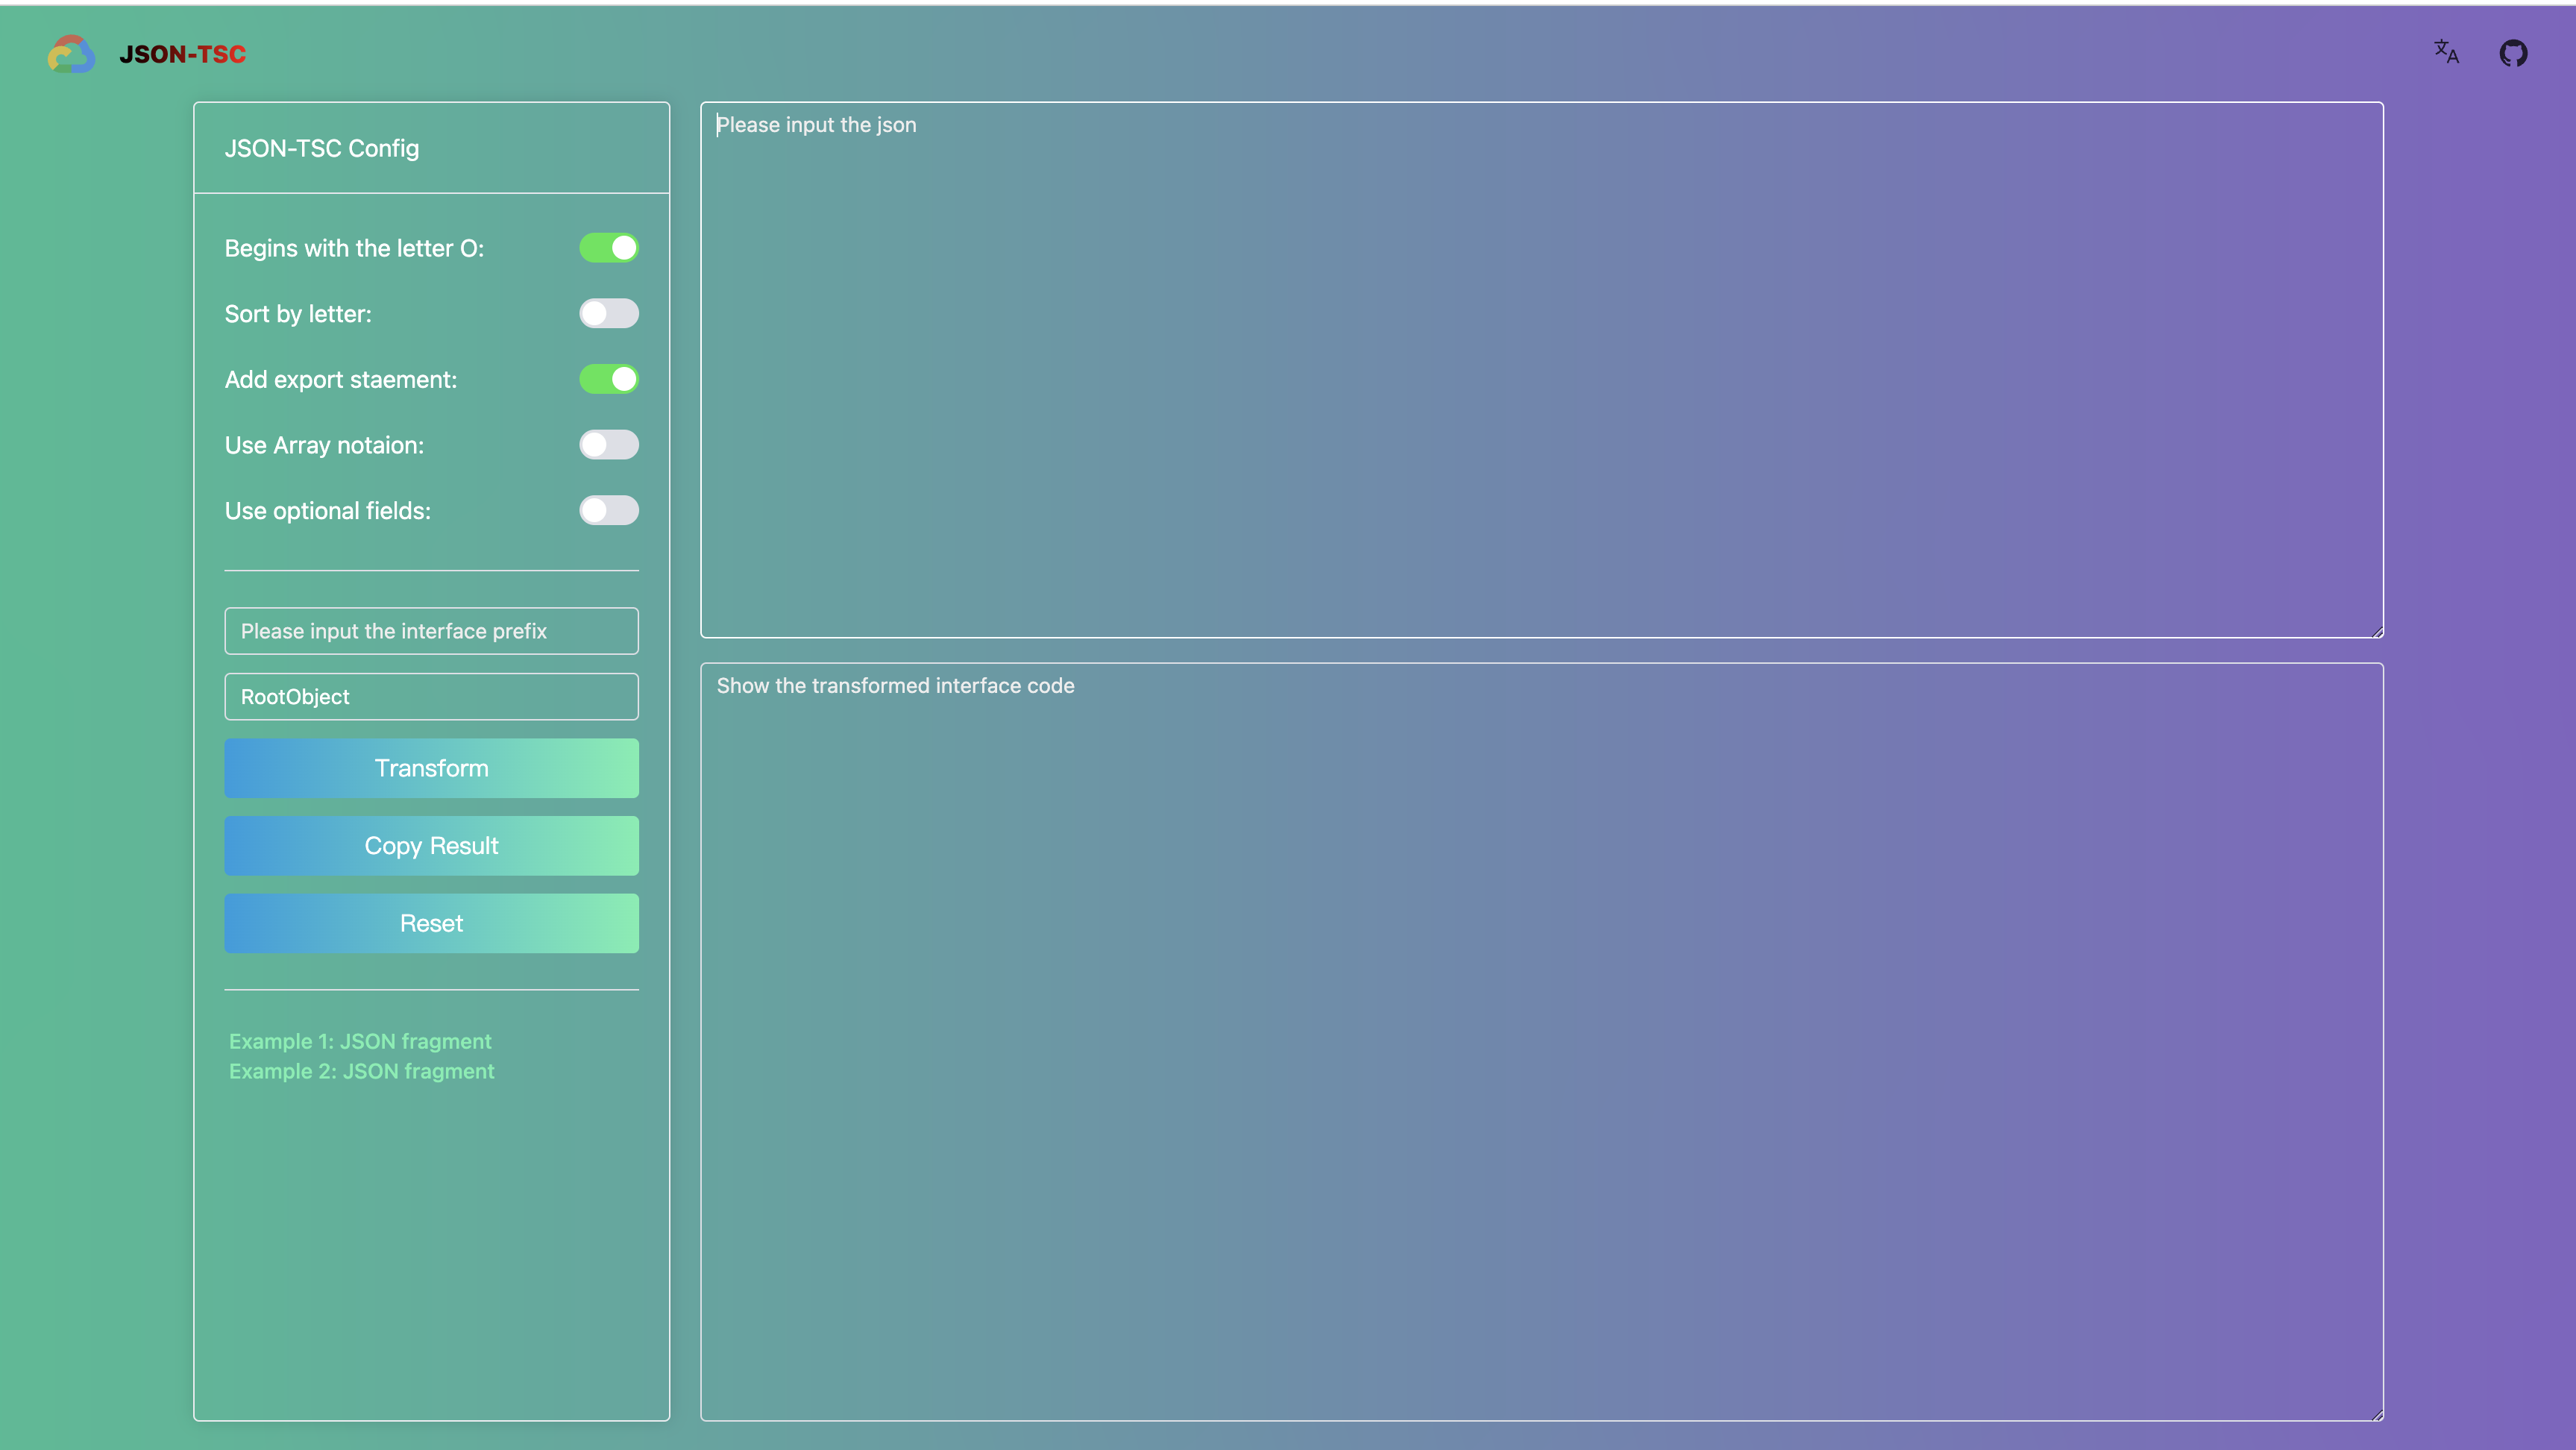 JSON-TSC
JSON-TSC Config
Begins with the letter O:
Sort by letter:
Add export staement:
Use Array notaion:
Use optional fields:
Please input the interface prefix
RootObject
Transform
Copy Result
Reset
Example 1: JSON fragment
Example 2: JSON fragment
Please input the json
Show the transformed interface code